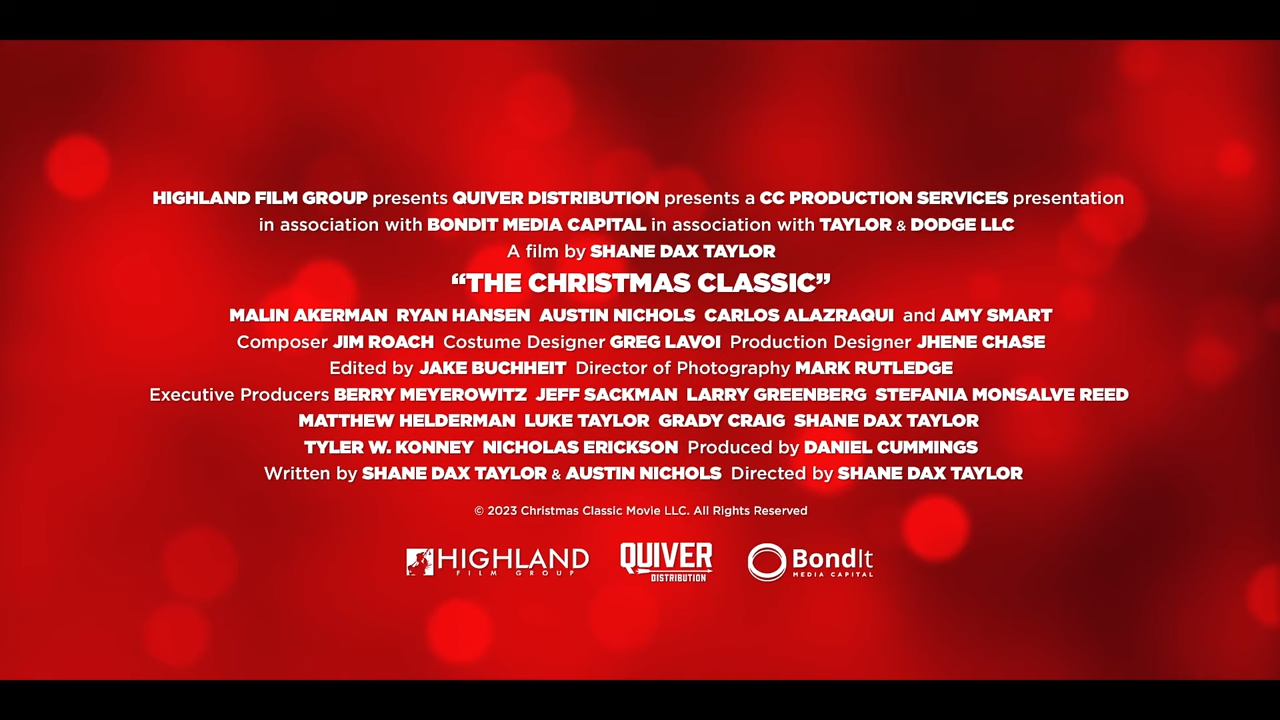 HIGHLAND FILM GROUP presents QUIVER DISTRIBUTION presents a CC PRODUCTION SERVICES presentation
in association with BONDIT MEDIA CAPITAL in association with TAYLOR & DODGE LLC
A film by SHANE DAX TAYLOR
“THE CHRISTMAS CLASSIC”
MALIN AKERMAN RYAN HANSEN AUSTIN NICHOLS CARLOS ALAZRAQUI and AMY SMART
Composer JIM ROACH Costume Designer GREG LAVOI Production Designer JHENE CHASE
Edited by JAKE BUCHHEIT Director of Photography MARK RUTLEDGE
Executive Producers BERRY MEYEROWITZ JEFF SACKMAN LARRY GREENBERG STEFANIA MONSALVE REED
MATTHEW HELDERMAN LUKE TAYLOR GRADY CRAIG SHANE DAX TAYLOR
TYLER W. KONNEY NICHOLAS ERICKSON Produced by DANIEL CUMMINGS
Written by SHANE DAX TAYLOR & AUSTIN NICHOLS Directed by SHANE DAX TAYLOR
© 2023 Christmas Classic Movie LLC. All Rights Reserved
HIGHLAND
FILM GROUP
QUIVER
DISTRIBUTION
BondIt
MEDIA CAPITAL